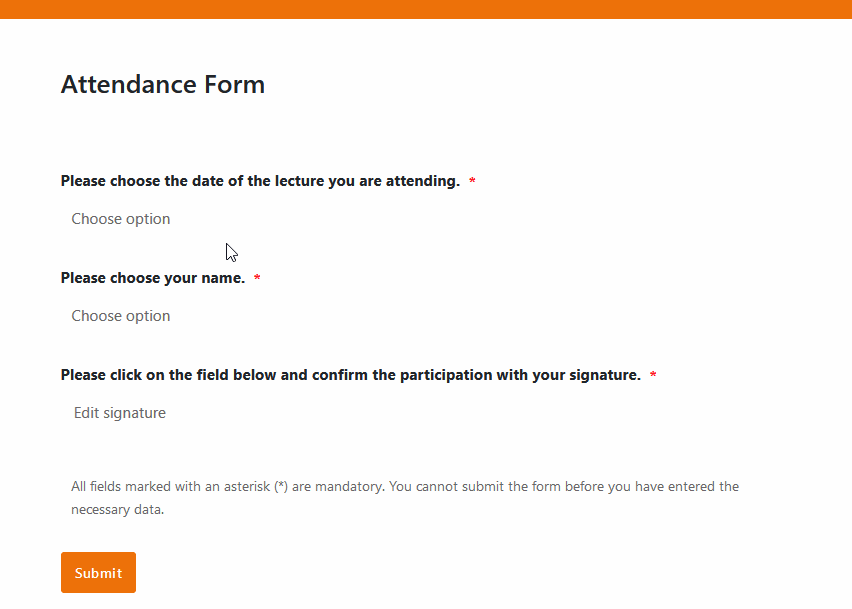 Attendance Form
Please choose the date of the lecture you are attending. *
Choose option
Please choose your name. *
Choose option
Please click on the field below and confirm the participation with your signature. *
Edit signature
All fields marked with an asterisk (*) are mandatory. You cannot submit the form before you have entered the
necessary data.
Submit